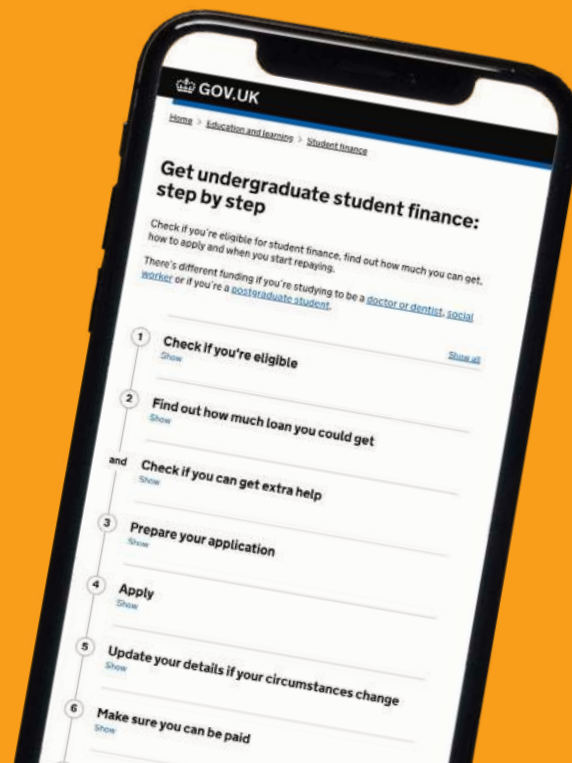 GOV.UK
Home > Education and learning > Student finance
Get undergraduate student finance:
step by step
Check if you're eligible for student finance, find out how much you can get,
how to apply and when you start repaying.
There's different funding if you're studying to be a doctor or dentist, social
worker or if you're a postgraduate student.
Show all
1 Check if you're eligible
Show
2 Find out how much loan you could get
Show
and Check if you can get extra help
Show
3 Prepare your application
Show
4 Apply
Show
5 Update your details if your circumstances change
Show
6 Make sure you can be paid
Show